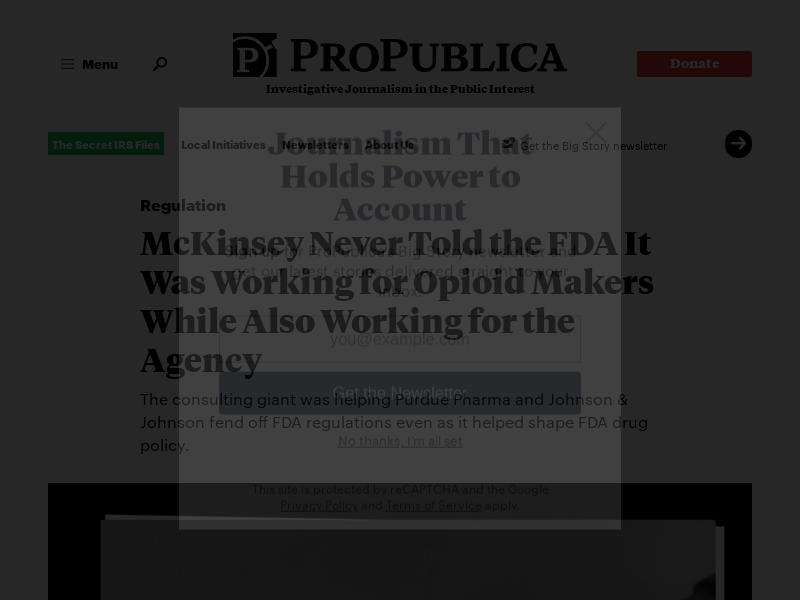 Menu
PROPUBLICA
Donate
Investigative Journalism in the Public Interest
The Secret IRS Files
Local Initiatives
Newsletters
About Us
Get the Big Story newsletter
Journalism That
Holds Power to
Account
Sign up for ProPublica's Big Story newsletter and
get our latest stories delivered straight to your
inbox.
you@example.com
Get the Newsletter
No thanks, I'm all set
This site is protected by reCAPTCHA and the Google
Privacy Policy and Terms of Service apply.
Regulation
McKinsey Never Told the FDA It
Was Working for Opioid Makers
While Also Working for the
Agency
The consulting giant was helping Purdue Pharma and Johnson &
Johnson fend off FDA regulations even as it helped shape FDA drug
policy.